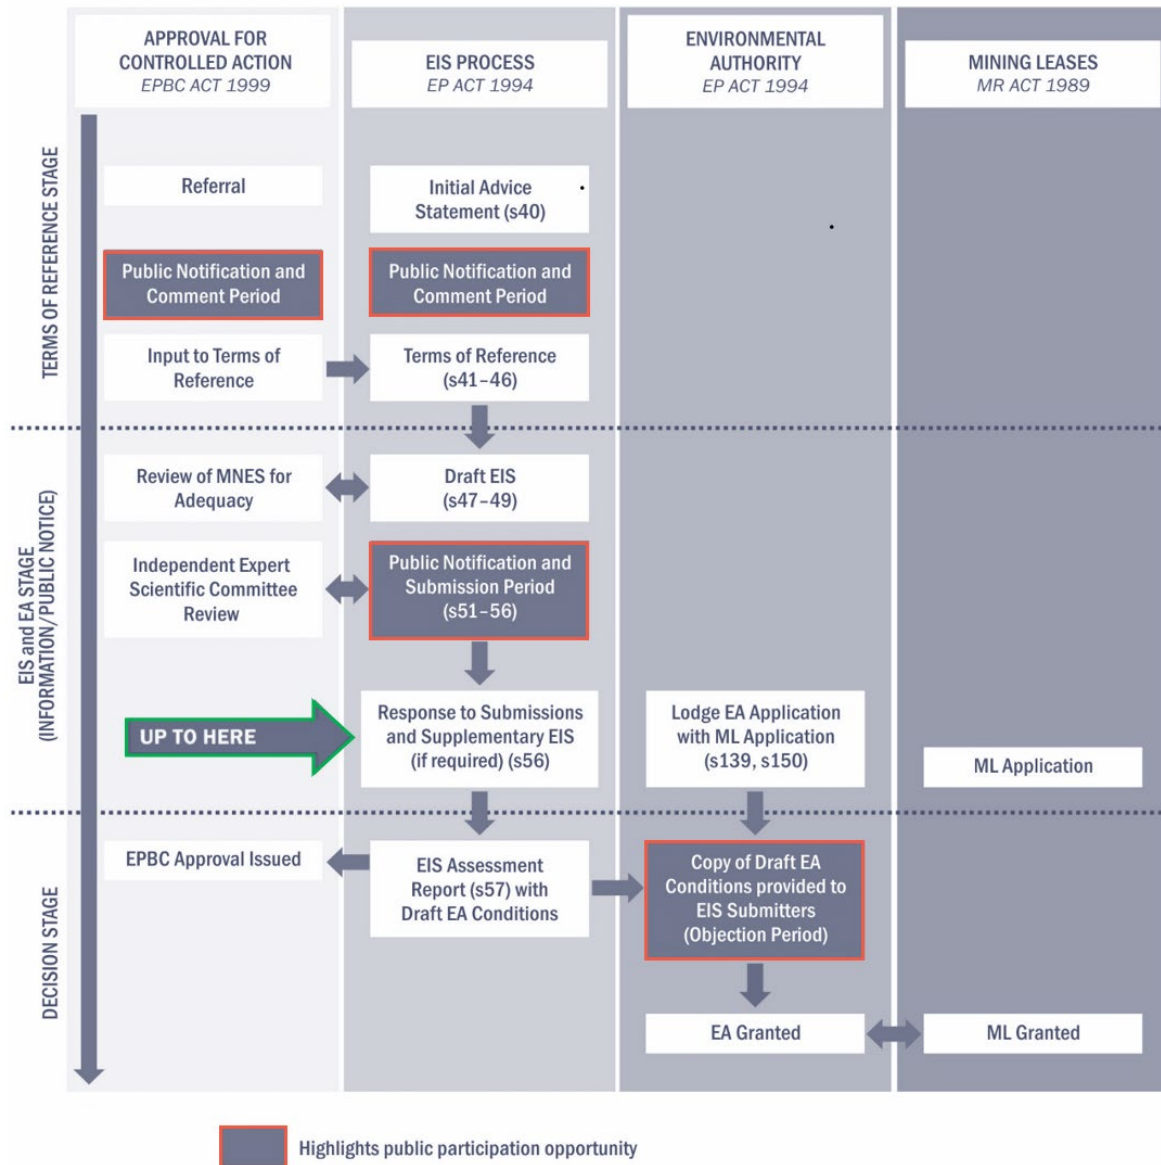 APPROVAL FOR
CONTROLLED ACTION
EPBC ACT 1999
EIS PROCESS
EP ACT 1994
ENVIRONMENTAL
AUTHORITY
EP ACT 1994
MINING LEASES
MR ACT 1989
TERMS OF REFERENCE STAGE
Referral
Initial Advice
Statement (s40)
Public Notification and
Comment Period
Public Notification and
Comment Period
Input to Terms of
Reference
Terms of Reference
(s41–46)
EIS and EA STAGE
(INFORMATION/PUBLIC NOTICE)
Review of MNES for
Adequacy
Draft EIS
(s47–49)
Independent Expert
Scientific Committee
Review
Public Notification and
Submission Period
(s51–56)
UP TO HERE
Response to Submissions
and Supplementary EIS
(if required) (s56)
Lodge EA Application
with ML Application
(s139, s150)
ML Application
DECISION STAGE
EPBC Approval Issued
EIS Assessment
Report (s57) with
Draft EA Conditions
Copy of Draft EA
Conditions provided to
EIS Submitters
(Objection Period)
EA Granted
ML Granted
Highlights public participation opportunity